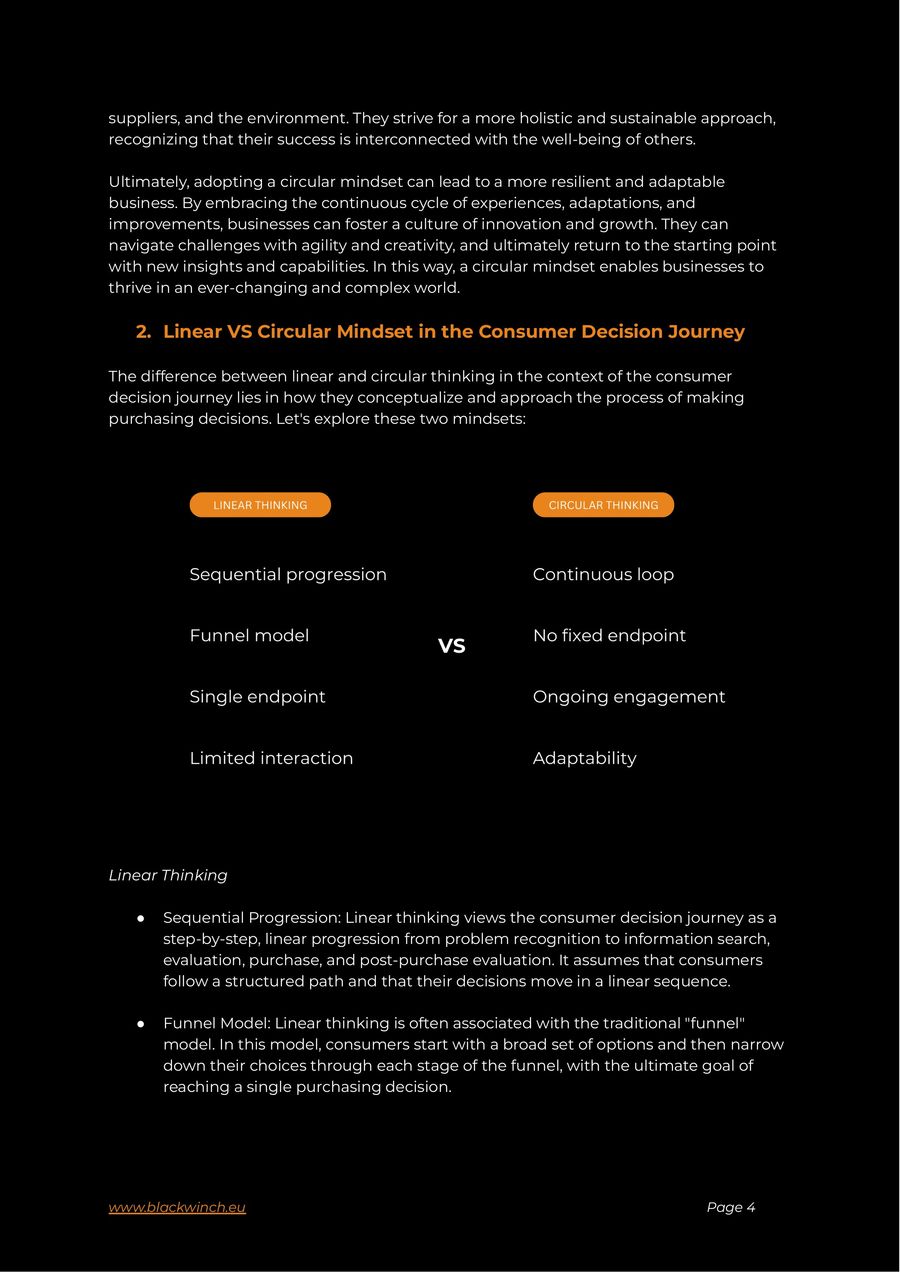 suppliers, and the environment. They strive for a more holistic and sustainable approach,
recognizing that their success is interconnected with the well-being of others.
Ultimately, adopting a circular mindset can lead to a more resilient and adaptable
business. By embracing the continuous cycle of experiences, adaptations, and
improvements, businesses can foster a culture of innovation and growth. They can
navigate challenges with agility and creativity, and ultimately return to the starting point
with new insights and capabilities. In this way, a circular mindset enables businesses to
thrive in an ever-changing and complex world.
2. Linear VS Circular Mindset in the Consumer Decision Journey
The difference between linear and circular thinking in the context of the consumer
decision journey lies in how they conceptualize and approach the process of making
purchasing decisions. Let's explore these two mindsets:
LINEAR THINKING
Sequential progression
Funnel model
Single endpoint
Limited interaction
VS
CIRCULAR THINKING
Continuous loop
No fixed endpoint
Ongoing engagement
Adaptability
Linear Thinking
● Sequential Progression: Linear thinking views the consumer decision journey as a
step-by-step, linear progression from problem recognition to information search,
evaluation, purchase, and post-purchase evaluation. It assumes that consumers
follow a structured path and that their decisions move in a linear sequence.
● Funnel Model: Linear thinking is often associated with the traditional "funnel"
model. In this model, consumers start with a broad set of options and then narrow
down their choices through each stage of the funnel, with the ultimate goal of
reaching a single purchasing decision.
www.blackwinch.eu
Page 4